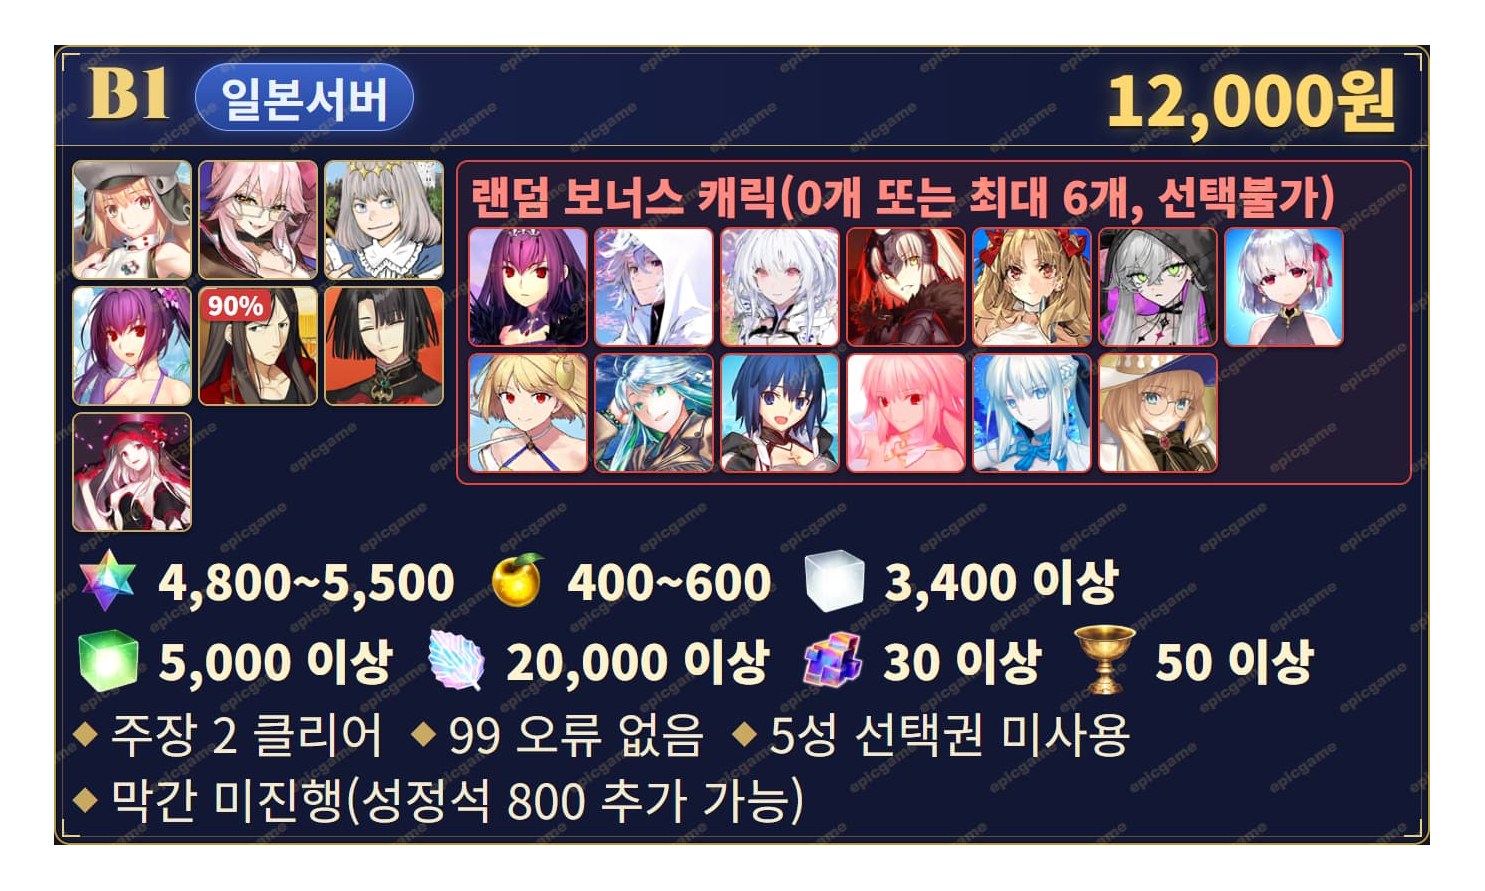 B1 일본서버 12,000원
랜덤 보너스 캐릭(0개 또는 최대 6개, 선택불가)
90%
4,800~5,500 400~600 3,400 이상
5,000 이상 20,000 이상 30 이상 50 이상
◆ 주장 2 클리어 ◆ 99 오류 없음 ◆ 5성 선택권 미사용
◆ 막간 미진행(성정석 800 추가 가능)
epicgame